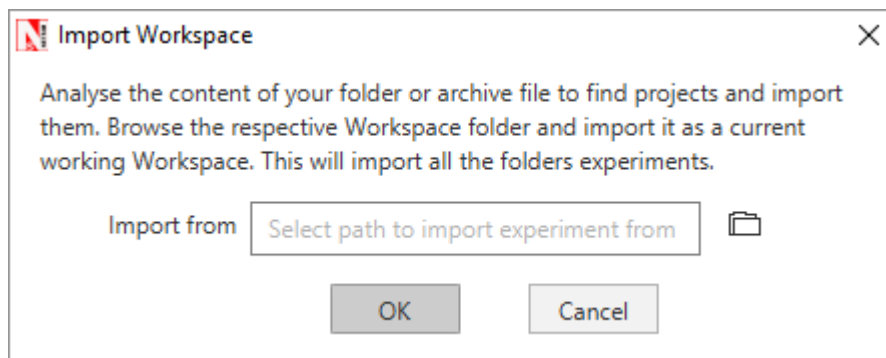 Import Workspace
Analyse the content of your folder or archive file to find projects and import
them. Browse the respective Workspace folder and import it as a current
working Workspace. This will import all the folders experiments.
Import from Select path to import experiment from
OK Cancel